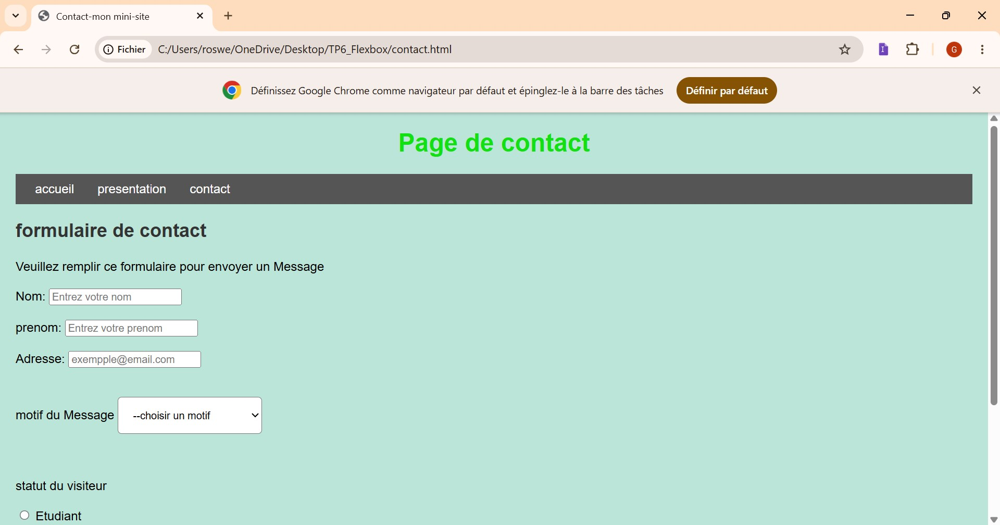 Contact-mon mini-site
Fichier C:/Users/roswe/OneDrive/Desktop/TP6_Flexbox/contact.html
I
G
Définissez Google Chrome comme navigateur par défaut et épinglez-le à la barre des tâches
Définir par défaut
Page de contact
accueil presentation contact
formulaire de contact
Veuillez remplir ce formulaire pour envoyer un Message
Nom: Entrez votre nom
prenom: Entrez votre prenom
Adresse: exempple@email.com
motif du Message --choisir un motif
statut du visiteur
Etudiant